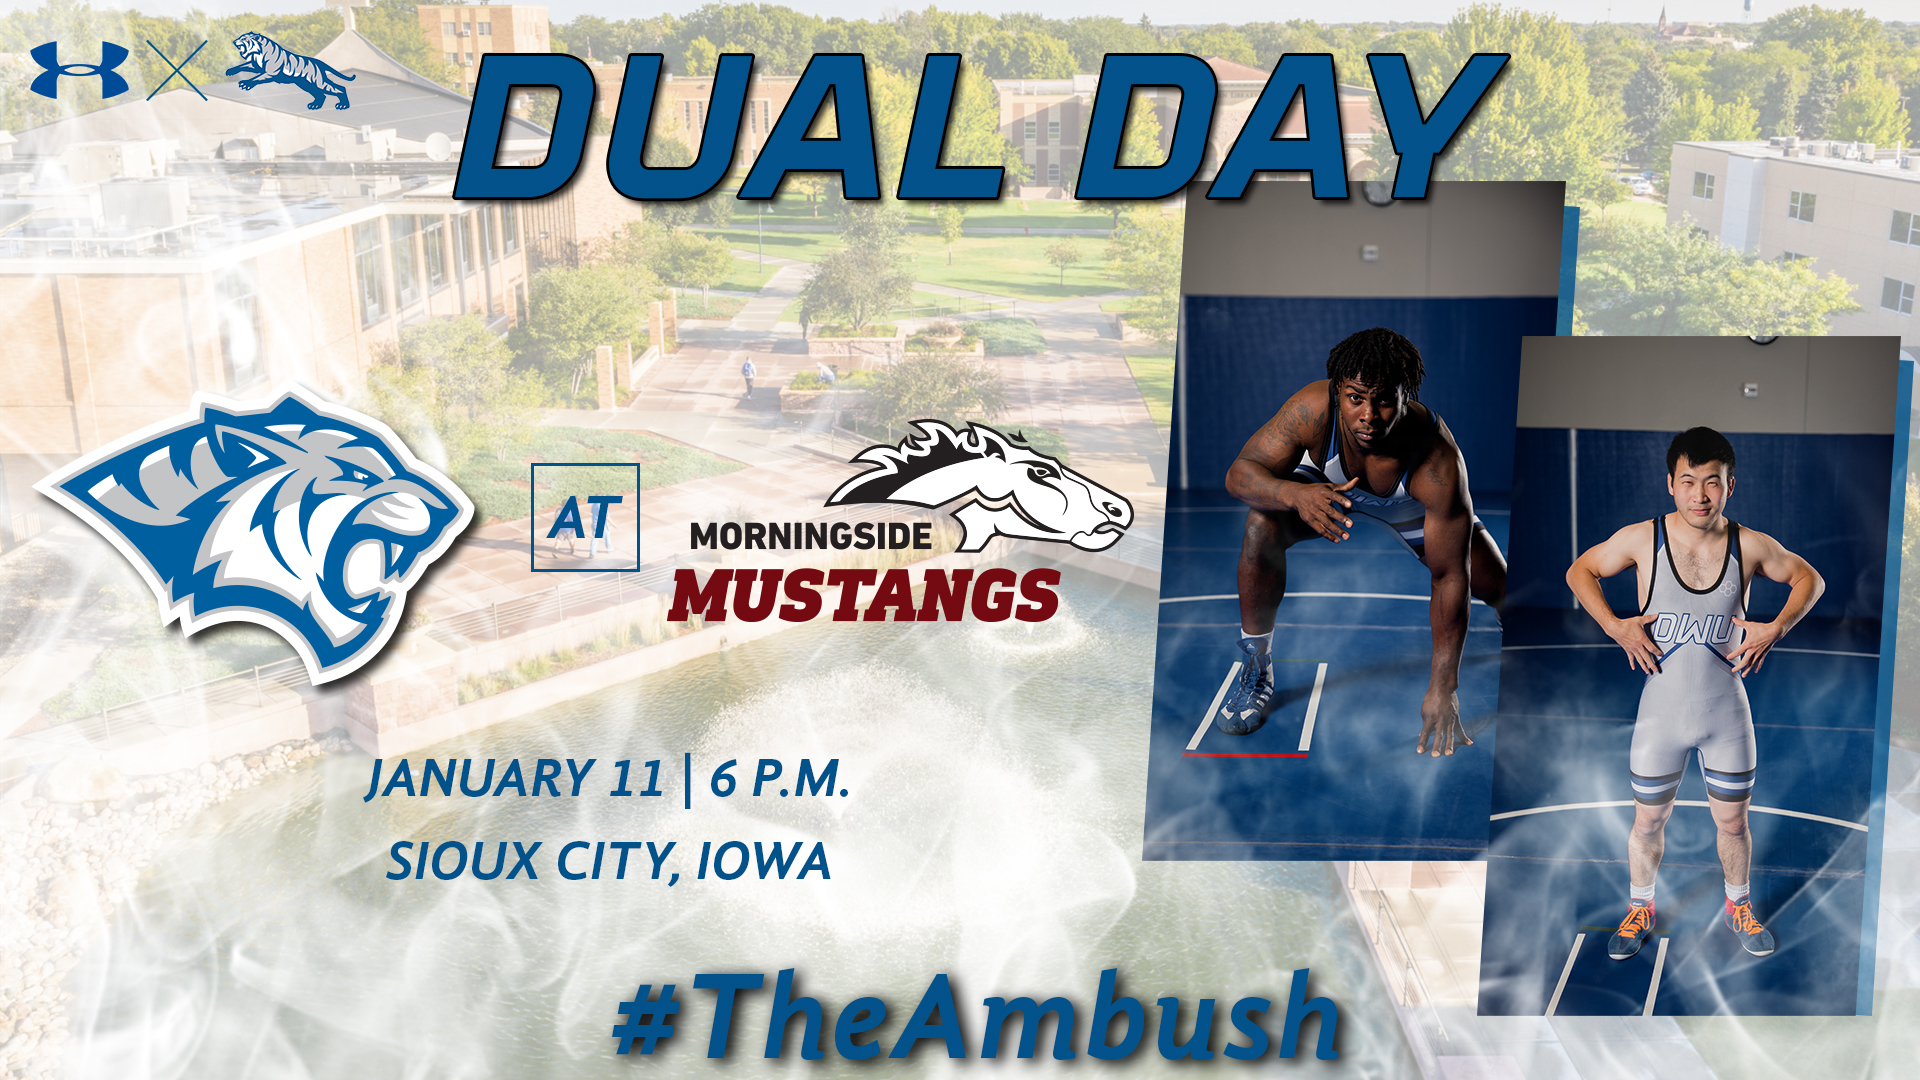 DUAL DAY
AT
MORNINGSIDE
MUSTANGS
DWU
JANUARY 11 | 6 P.M.
SIOUX CITY, IOWA
#TheAmbush